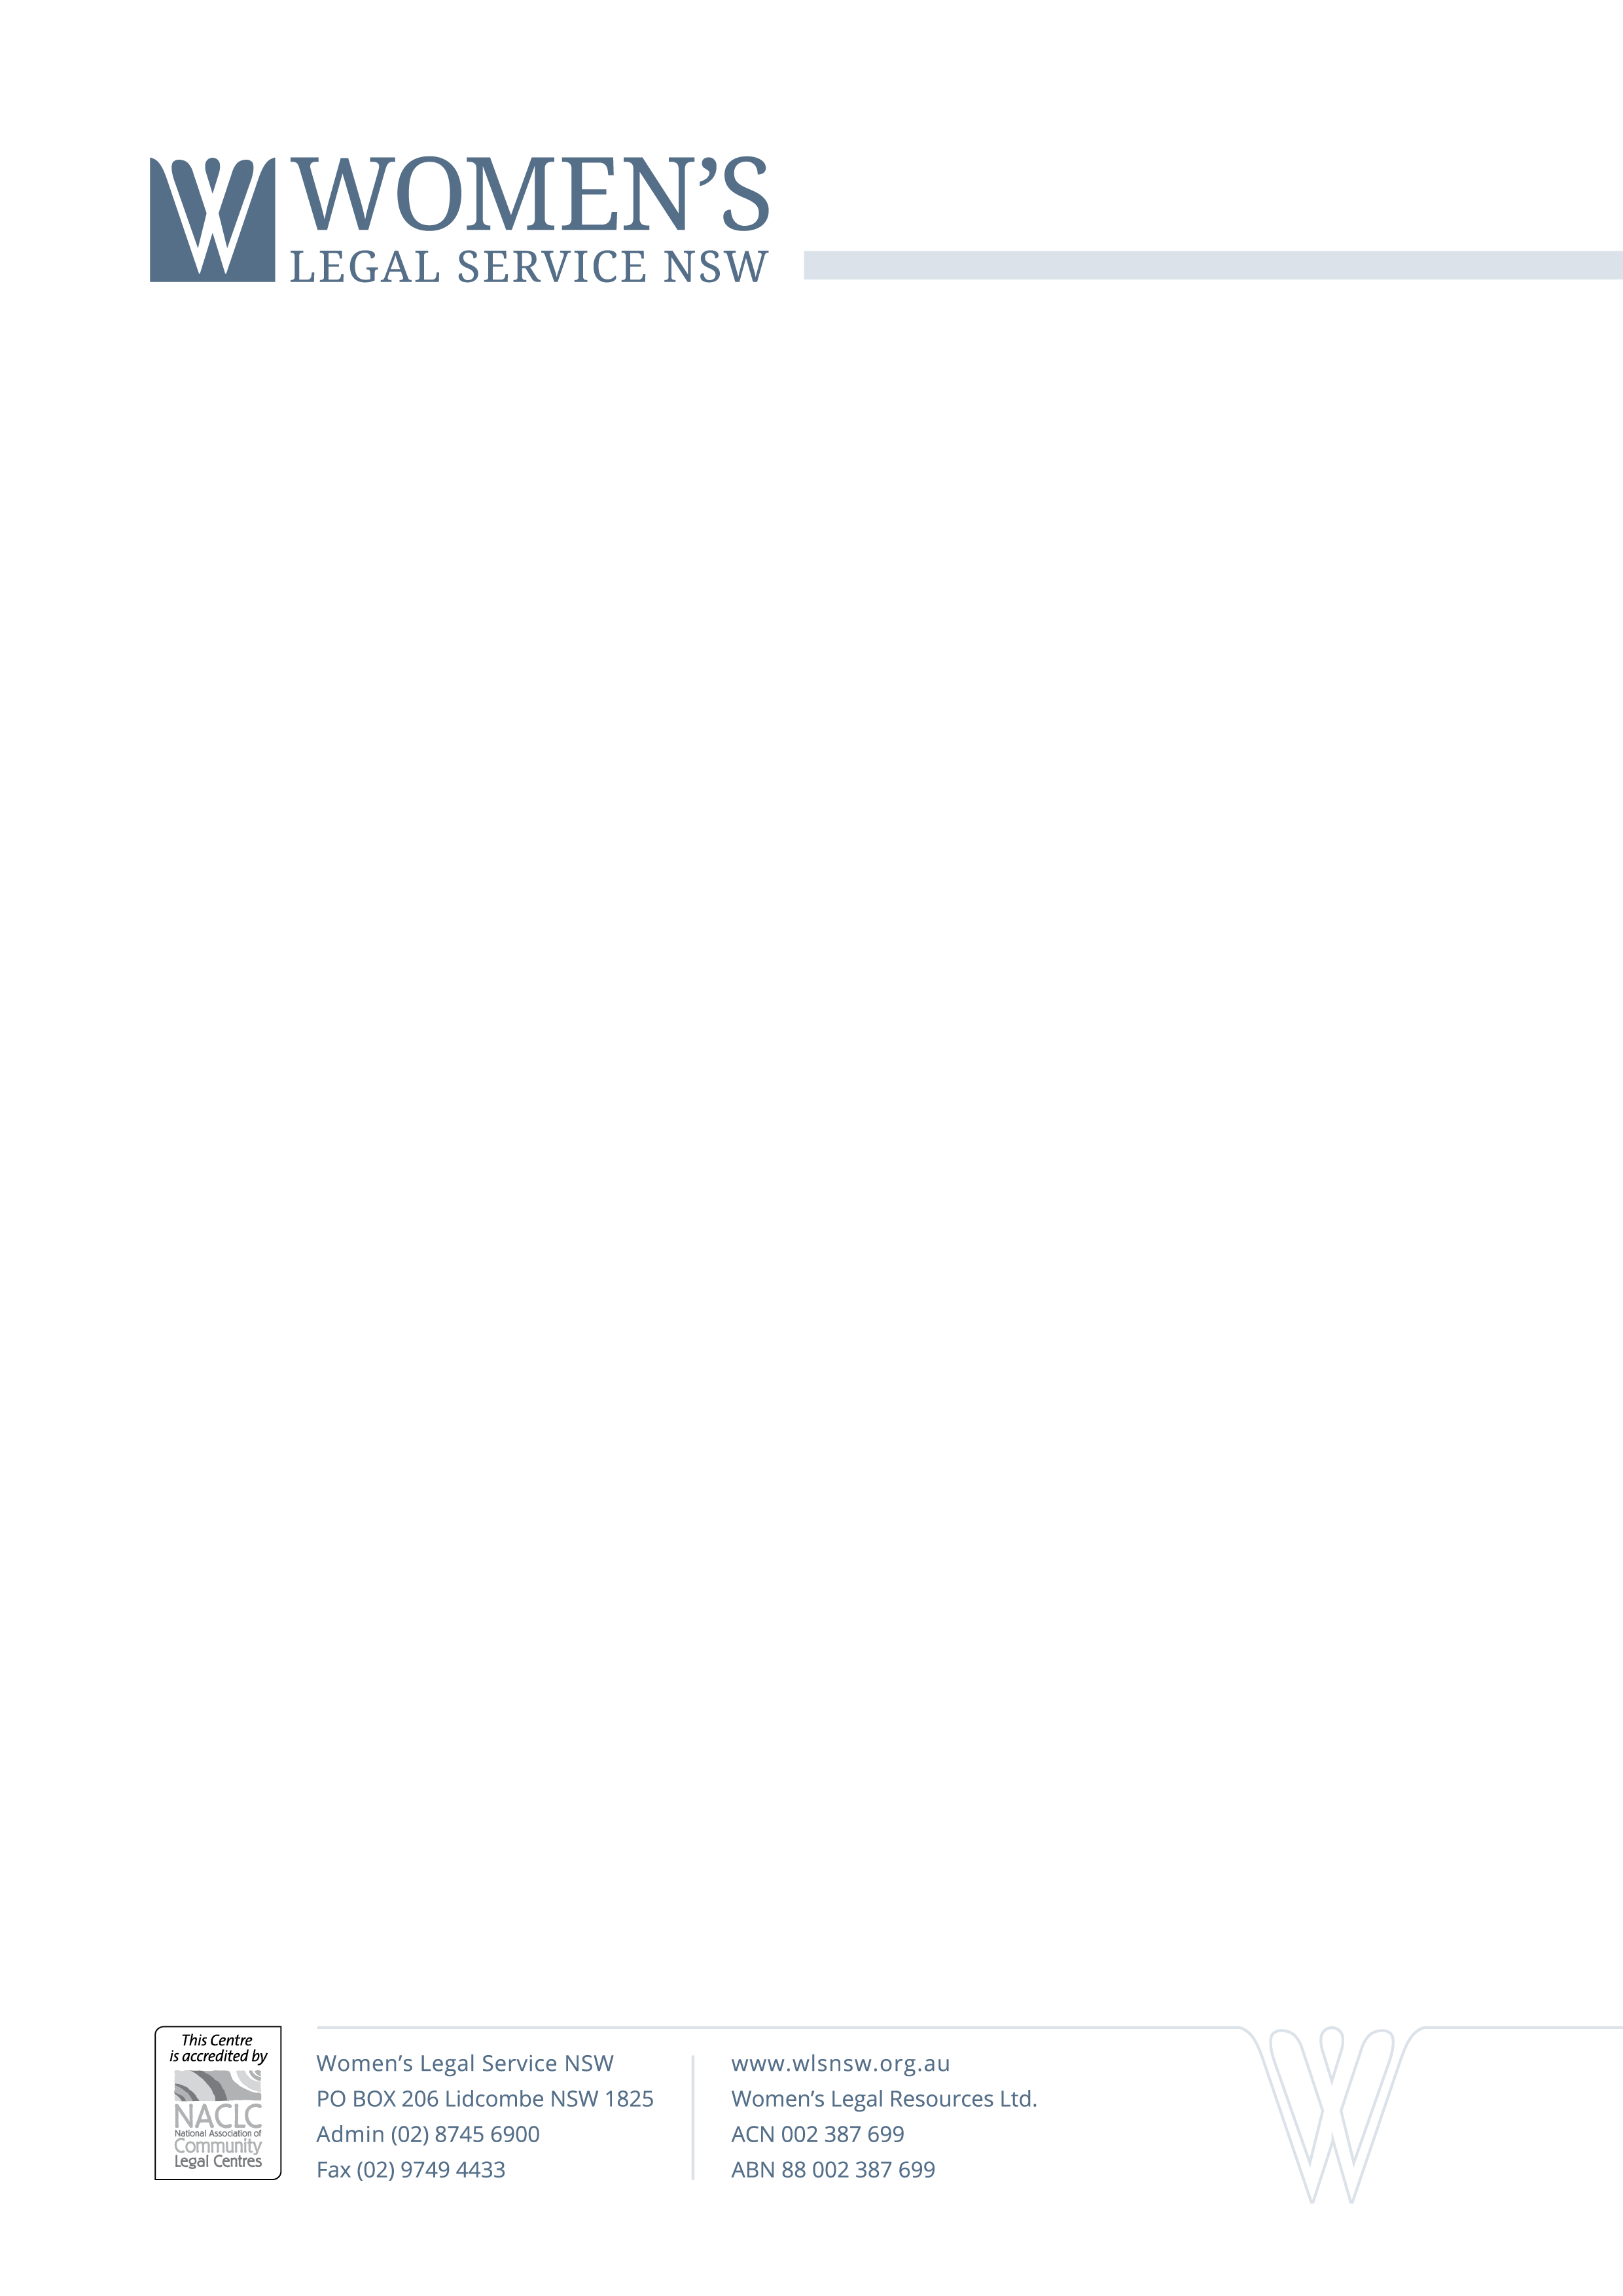 WOMEN’S
LEGAL SERVICE NSW
This Centre
is accredited by
NACLC
National Association of
Community
Legal Centres
Women’s Legal Service NSW
PO BOX 206 Lidcombe NSW 1825
Admin (02) 8745 6900
Fax (02) 9749 4433
www.wlsnsw.org.au
Women’s Legal Resources Ltd.
ACN 002 387 699
ABN 88 002 387 699